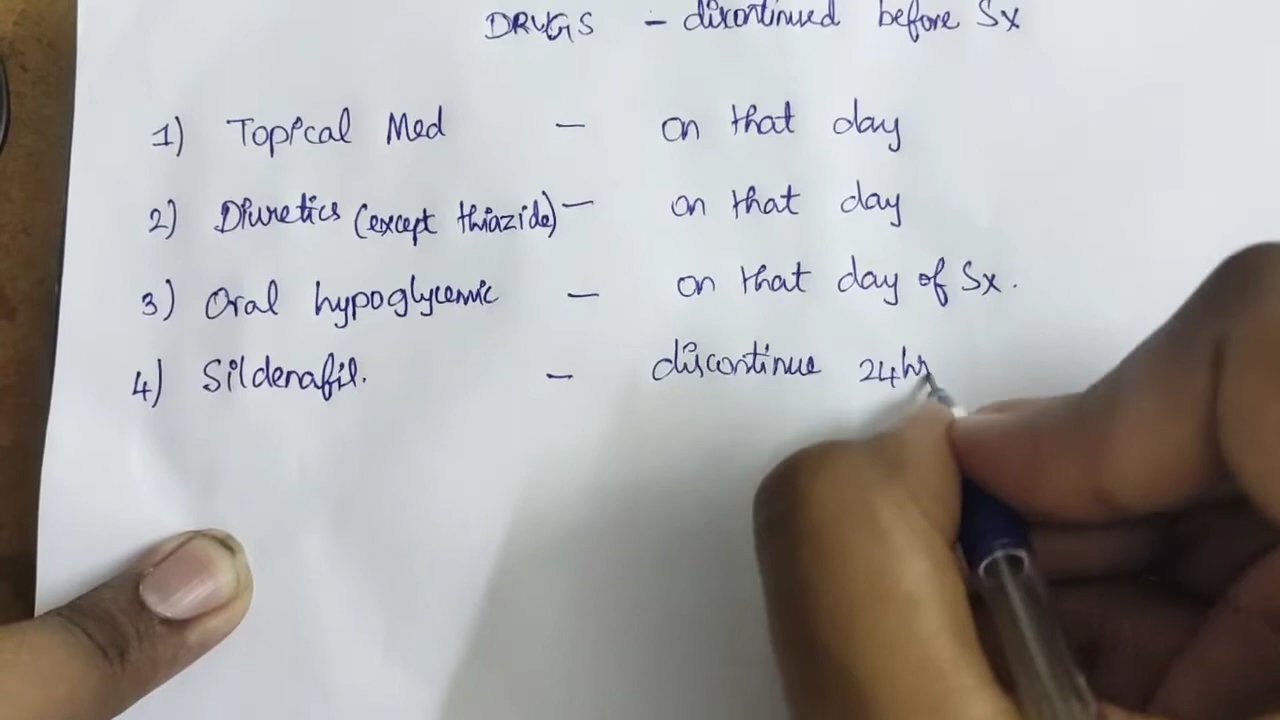 DRUGS - discontinued before Sx
1) Topical Med - on that day
2) Diuretics (except thiazide) - on that day
3) Oral hypoglycemic - on that day of Sx.
4) Sildenafil. - discontinue 24hr